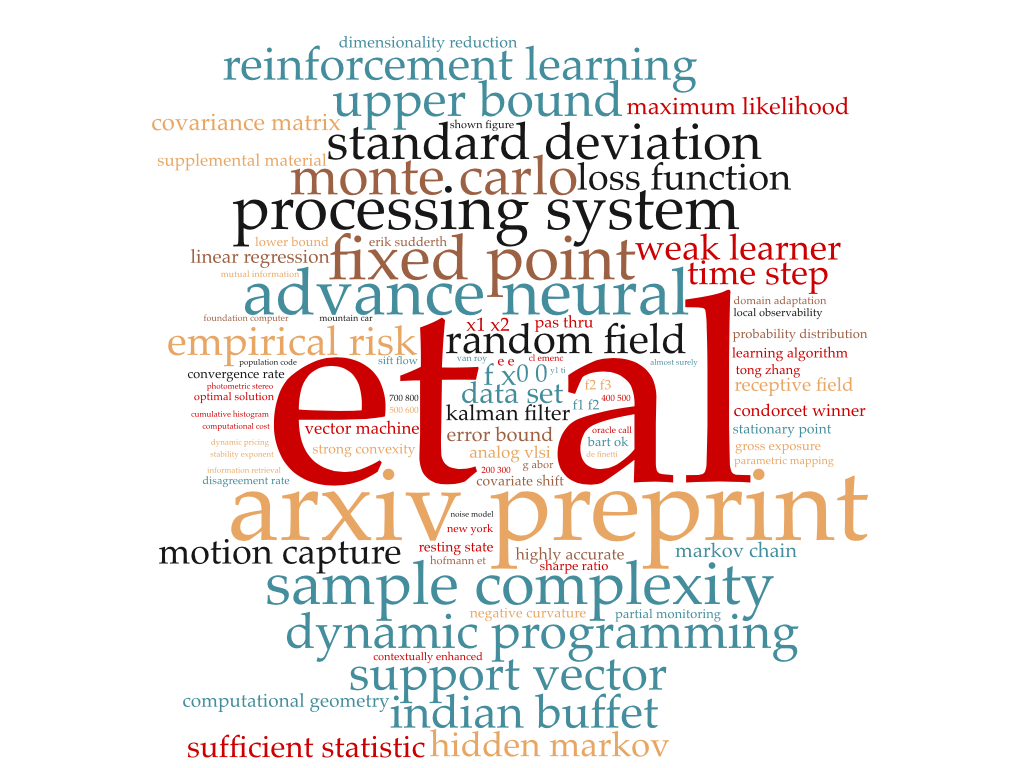 dimensionality reduction
reinforcement learning
upper bound
maximum likelihood
covariance matrix
shown figure
standard deviation
supplemental material
monte carlo
loss function
processing system
lower bound
erik sudderth
weak learner
linear regression
fixed point
mutual information
time step
advance neural
domain adaptation
local observability
foundation computer
mountain car
x1 x2
pas thru
empirical risk
random field
probability distribution
population code
sift flow
van roy
e e
cl emenc
almost surely
learning algorithm
convergence rate
f x
0 0
yl ti
tong zhang
photometric stereo
f2 f3
receptive field
optimal solution
700 800
data set
400 500
et al
cumulative histogram
500 600
kalman filter
f1 f2
condorcet winner
computational cost
vector machine
error bound
oracle call
stationary point
dynamic pricing
bart ok
gross exposure
stability exponent
strong convexity
analog vlsi
de finetti
parametric mapping
information retrieval
200 300
g abor
disagreement rate
covariate shift
arxiv preprint
noise model
new york
motion capture
resting state
highly accurate
markov chain
hofmann et
sharpe ratio
sample complexity
negative curvature
partial monitoring
dynamic programming
contextually enhanced
support vector
computational geometry
indian buffet
sufficient statistic
hidden markov